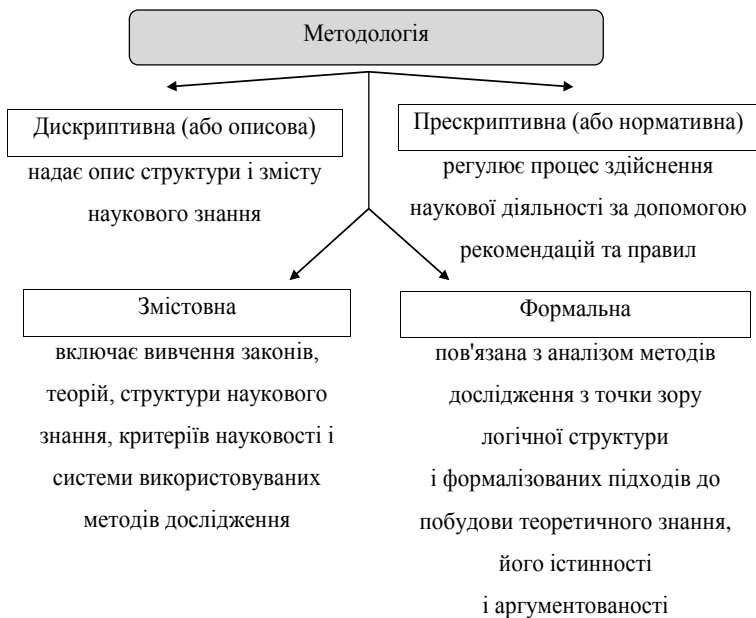 Методологія
Дискриптивна (або описова)
надає опис структури і змісту
наукового знання
Прескриптивна (або нормативна)
регулює процес здійснення
наукової діяльності за допомогою
рекомендацій та правил
Змістовна
включає вивчення законів,
теорій, структури наукового
знання, критеріїв науковості і
системи використовуваних
методів дослідження
Формальна
пов'язана з аналізом методів
дослідження з точки зору
логічної структури
і формалізованих підходів до
побудови теоретичного знання,
його істинності
і аргументованості